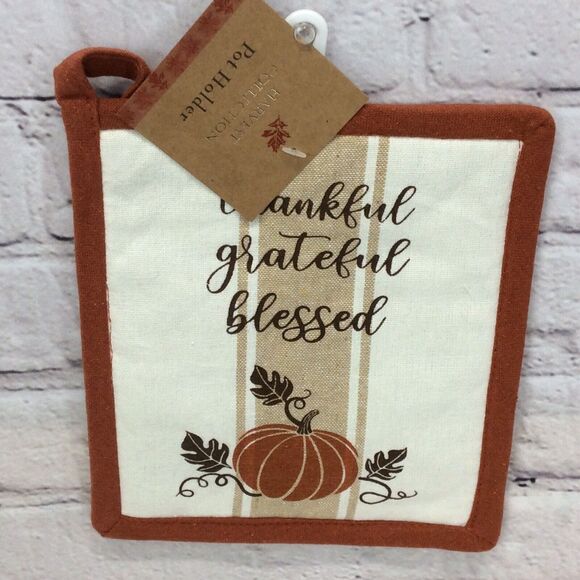 HARVEST
COLLECTION
Pot Holder
thankful
grateful
blessed